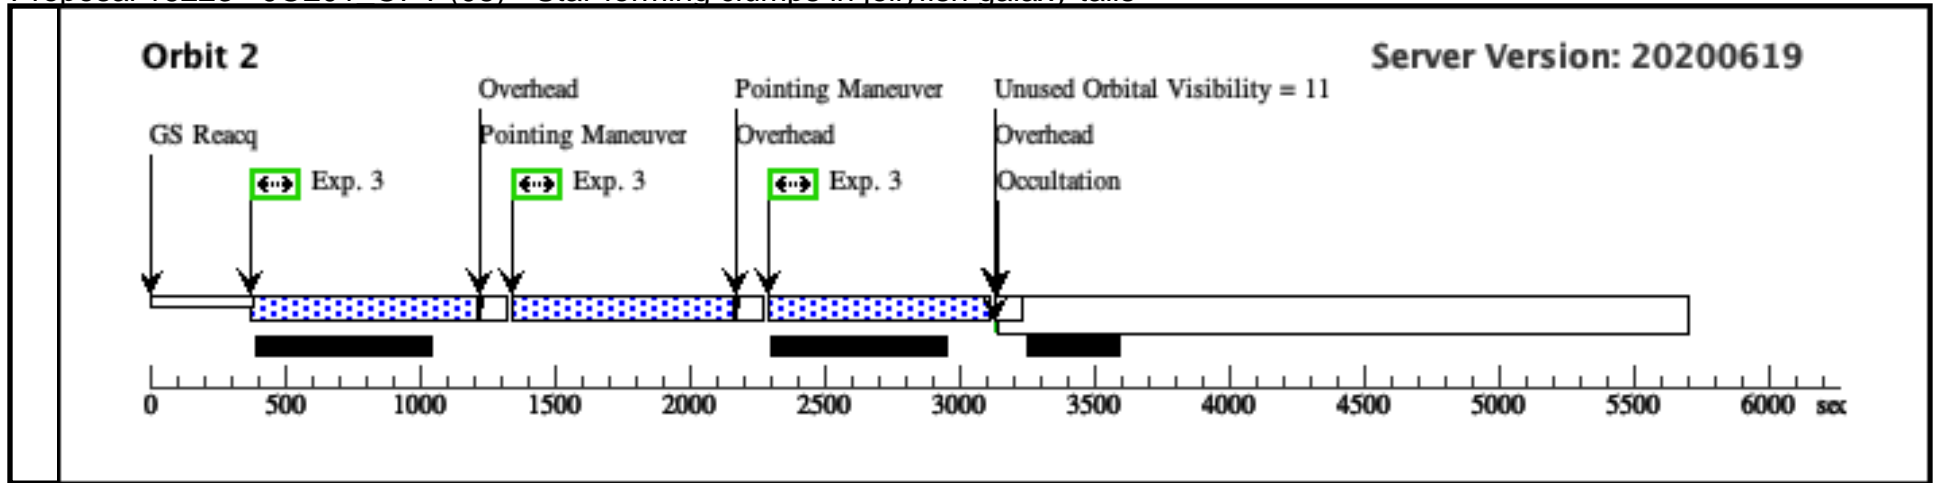 Orbit 2 Server Version: 20200619
Overhead Pointing Maneuver Unused Orbital Visibility = 11
GS Reacq Pointing Maneuver Overhead Overhead
Exp. 3 Exp. 3 Exp. 3 Occultation
0 500 1000 1500 2000 2500 3000 3500 4000 4500 5000 5500 6000 sec